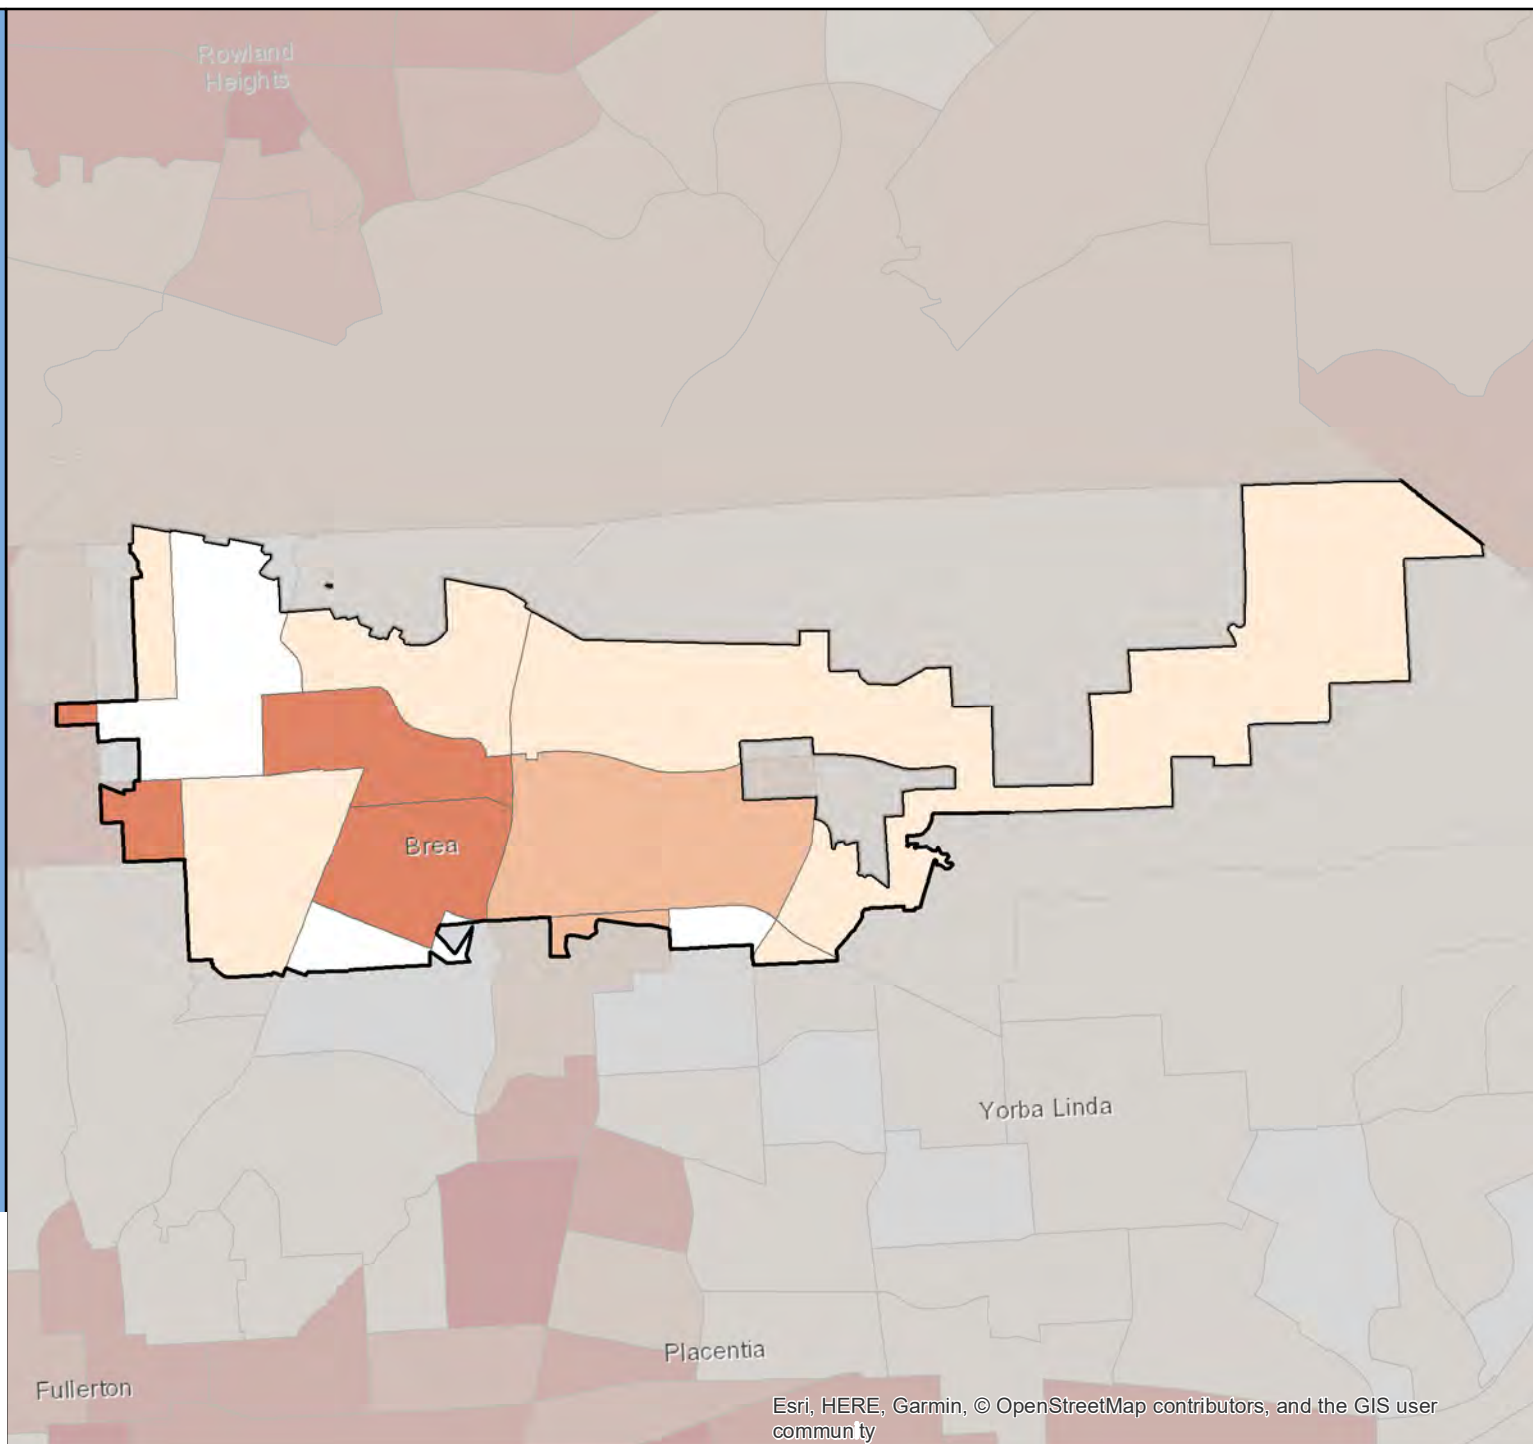 Rowland
Heights
Brea
Yorba Linda
Placentia
Fullerton
Esri, HERE, Garmin, © OpenStreetMap contributors, and the GIS user
commun ty